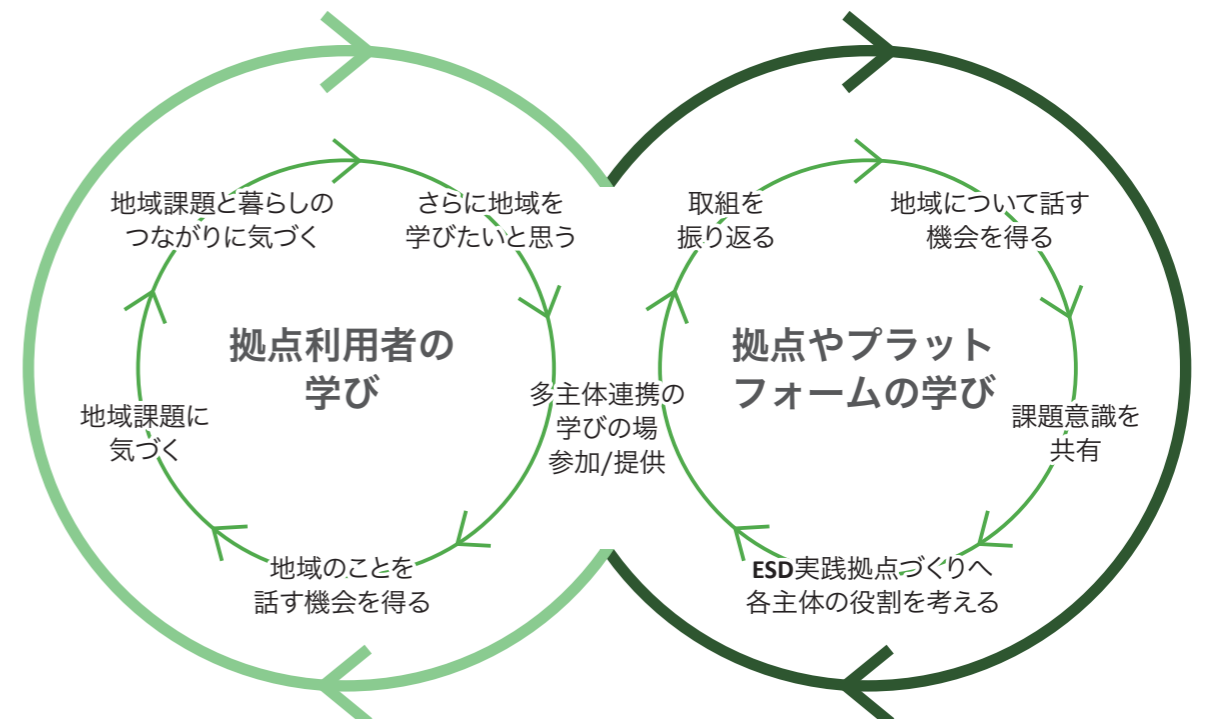 地域課題と暮らしの
つながりに気づく
さらに地域を
学びたいと思う
拠点利用者の
学び
地域課題に
気づく
地域のことを
話す機会を得る
多主体連携の
学びの場
参加/提供
取組を
振り返る
地域について話す
機会を得る
拠点やプラット
フォームの学び
課題意識を
共有
ESD実践拠点づくりへ
各主体の役割を考える